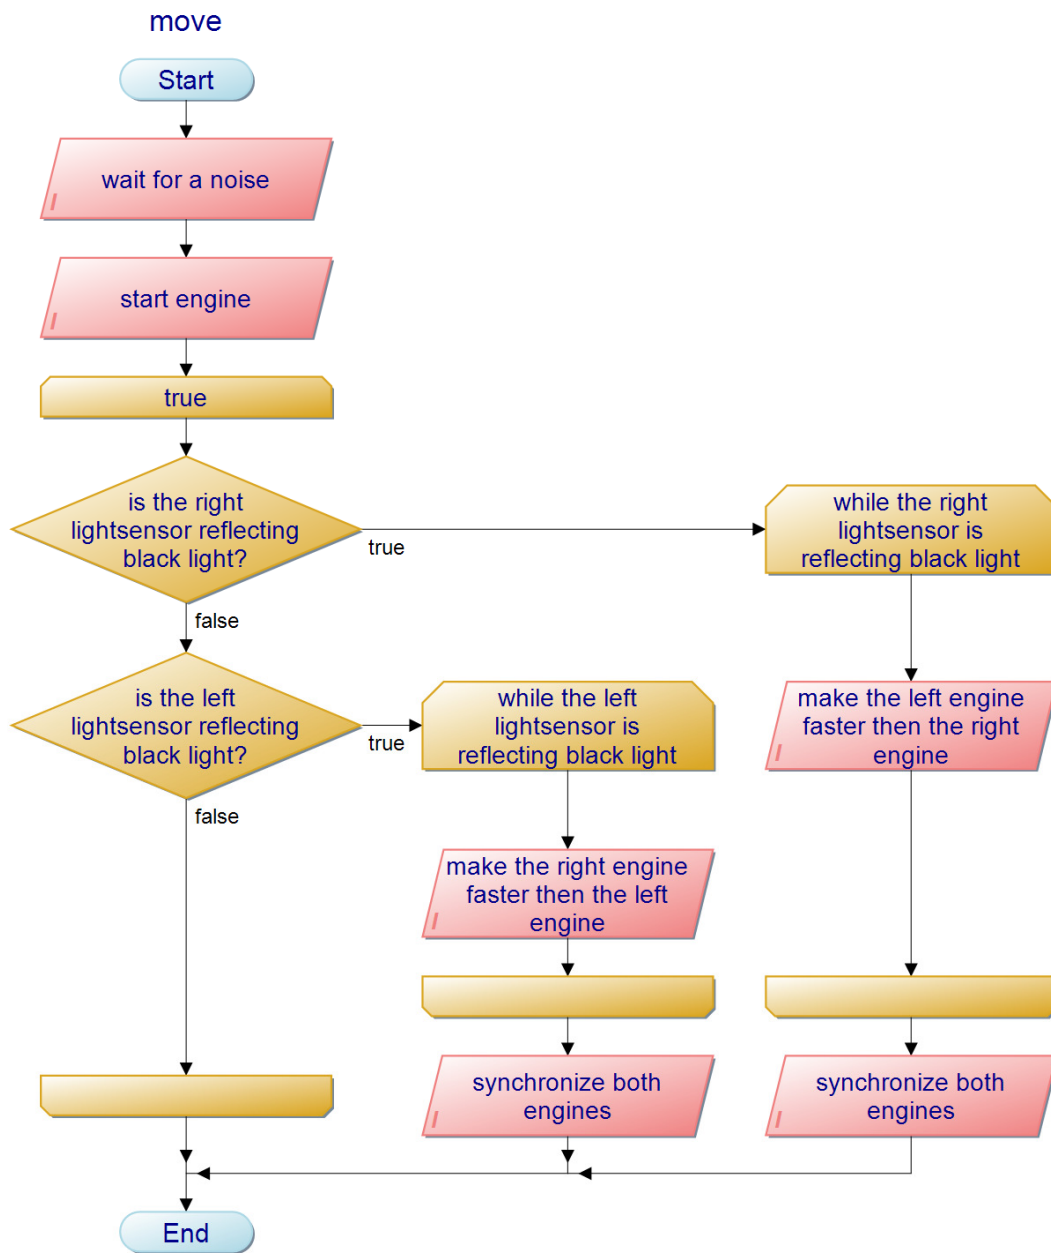 move
Start
wait for a noise
I
start engine
I
true
is the right
lightsensor reflecting
black light?
true
while the right
lightsensor is
reflecting black light
false
is the left
lightsensor reflecting
black light?
true
while the left
lightsensor is
reflecting black light
make the left engine
faster then the right
engine
I
false
make the right engine
faster then the left
engine
I
synchronize both
engines
I
synchronize both
engines
I
End